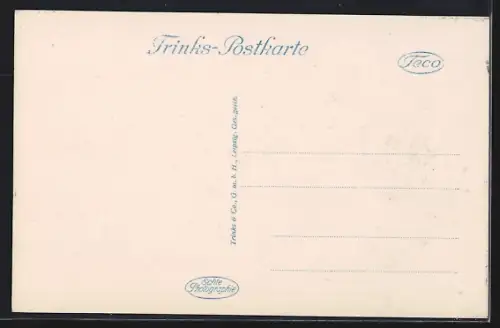 Trinks-Postkarte
Teco
Trinks & Co., G. m. b. H., Leipzig. Ges. gesch.
Echte
Photographie